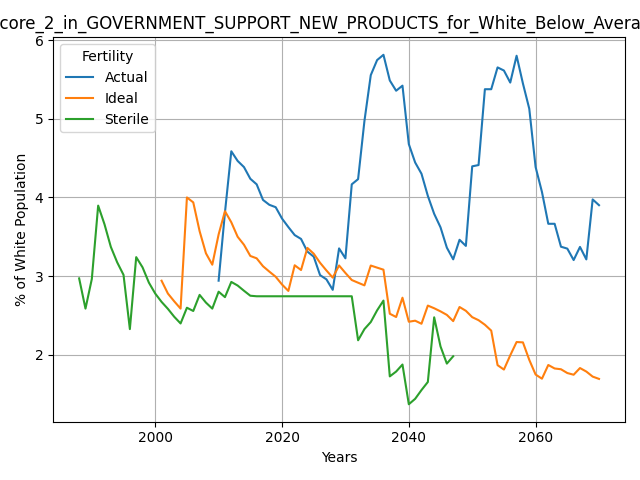 core_2_in_GOVERNMENT_SUPPORT_NEW_PRODUCTS_for_White_Below_Avera
Fertility
Actual
Ideal
Sterile
% of White Population
6
5
4
3
2
2000 2020 2040 2060
Years